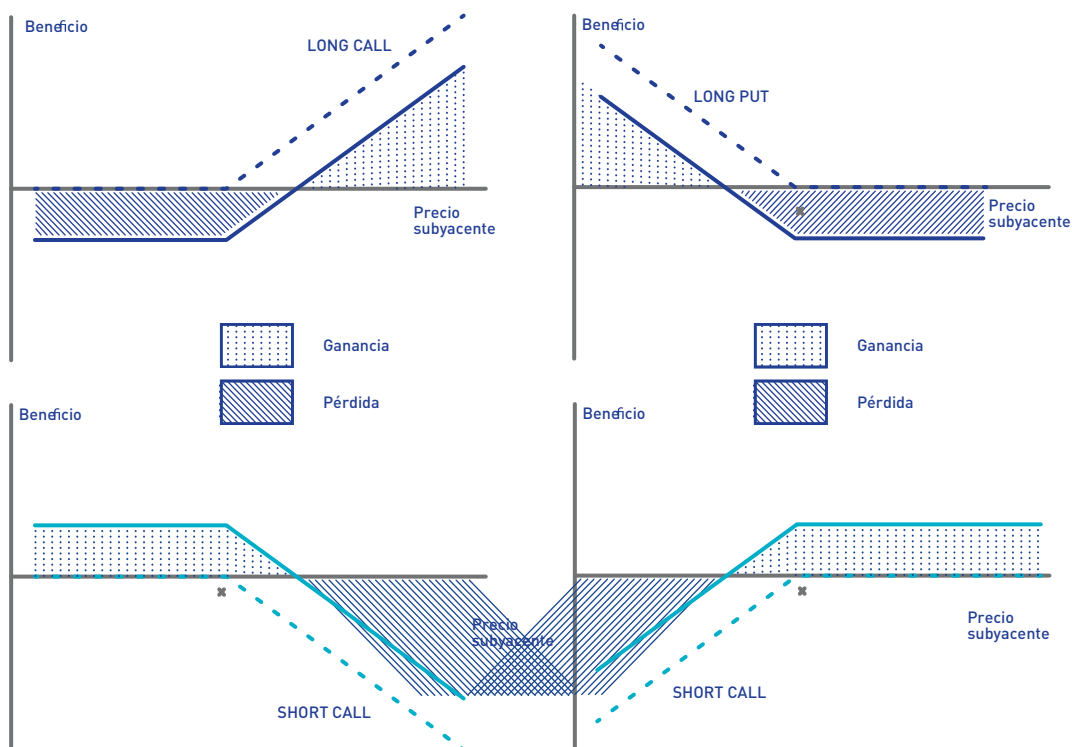 Beneficio
LONG CALL
Precio
subyacente
Beneficio
LONG PUT
Precio
subyacente
Ganancia
Pérdida
Ganancia
Pérdida
Beneficio
Precio
subyacente
SHORT CALL
Beneficio
Precio
subyacente
SHORT CALL